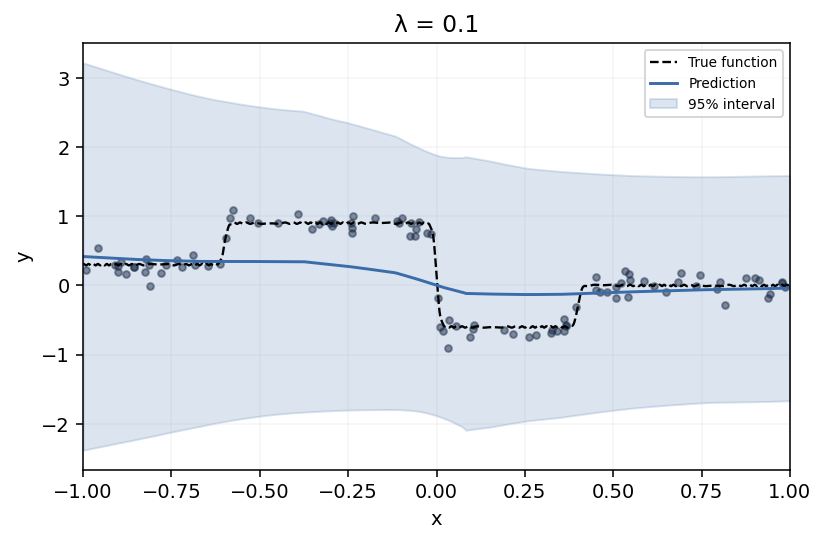 λ = 0.1
True function
Prediction
95% interval
3
2
1
0
−1
−2
y
−1.00 −0.75 −0.50 −0.25 0.00 0.25 0.50 0.75 1.00
x